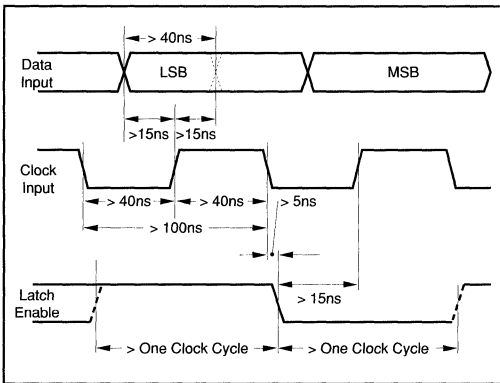 > 40ns
Data
Input
LSB
MSB
>15ns
>15ns
Clock
Input
> 40ns
> 40ns
> 5ns
> 100ns
> 15ns
Latch
Enable
> One Clock Cycle
> One Clock Cycle